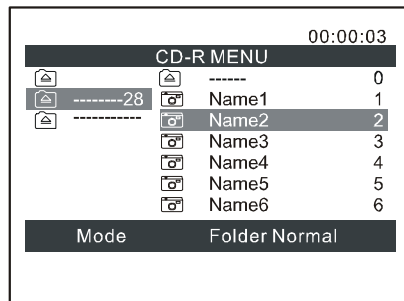 00:00:03
CD-R MENU
------ 0
--------28 Name1 1
----------- Name2 2
Name3 3
Name4 4
Name5 5
Name6 6
Mode Folder Normal